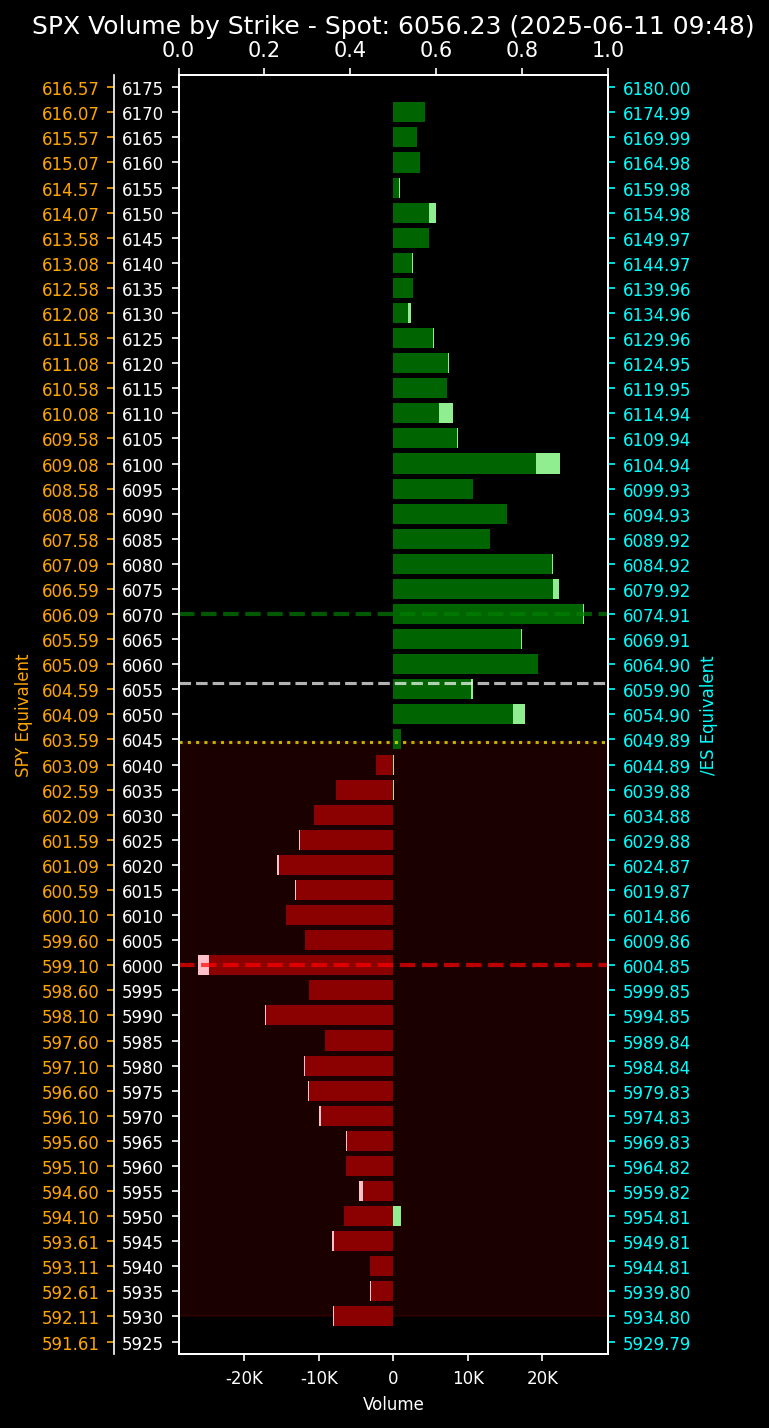 SPX Volume by Strike - Spot: 6056.23 (2025-06-11 09:48)
0.0 0.2 0.4 0.6 0.8 1.0
616.57 6175 6180.00
616.07 6170 6174.99
615.57 6165 6169.99
615.07 6160 6164.98
614.57 6155 6159.98
614.07 6150 6154.98
613.58 6145 6149.97
613.08 6140 6144.97
612.58 6135 6139.96
612.08 6130 6134.96
611.58 6125 6129.96
611.08 6120 6124.95
610.58 6115 6119.95
610.08 6110 6114.94
609.58 6105 6109.94
609.08 6100 6104.94
608.58 6095 6099.93
608.08 6090 6094.93
607.58 6085 6089.92
607.09 6080 6084.92
606.59 6075 6079.92
606.09 6070 6074.91
605.59 6065 6069.91
605.09 6060 6064.90
604.59 6055 6059.90
604.09 6050 6054.90
603.59 6045 6049.89
603.09 6040 6044.89
602.59 6035 6039.88
602.09 6030 6034.88
601.59 6025 6029.88
601.09 6020 6024.87
600.59 6015 6019.87
600.10 6010 6014.86
599.60 6005 6009.86
599.10 6000 6004.85
598.60 5995 5999.85
598.10 5990 5994.85
597.60 5985 5989.84
597.10 5980 5984.84
596.60 5975 5979.83
596.10 5970 5974.83
595.60 5965 5969.83
595.10 5960 5964.82
594.60 5955 5959.82
594.10 5950 5954.81
593.61 5945 5949.81
593.11 5940 5944.81
592.61 5935 5939.80
592.11 5930 5934.80
591.61 5925 5929.79
SPY Equivalent
/ES Equivalent
-20K -10K 0 10K 20K
Volume